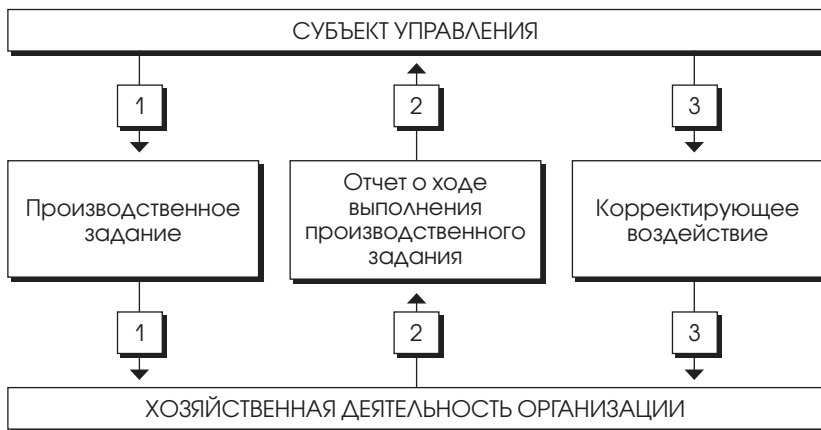 СУБЪЕКТ УПРАВЛЕНИЯ
1
2
3
Производственное
задание
Отчет о ходе
выполнения
производственного
задания
Корректирующее
воздействие
1
2
3
ХОЗЯЙСТВЕННАЯ ДЕЯТЕЛЬНОСТЬ ОРГАНИЗАЦИИ